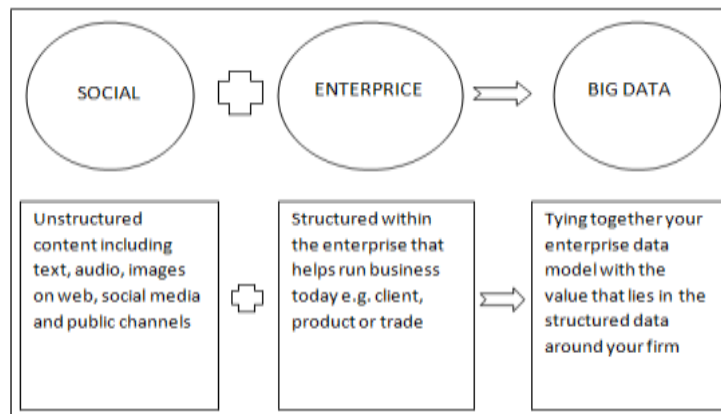 SOCIAL
ENTERPRICE
BIG DATA
Unstructured
content including
text, audio, images
on web, social media
and public channels
Structured within
the enterprise that
helps run business
today e.g. client,
product or trade
Tying together your
enterprise data
model with the
value that lies in the
structured data
around your firm